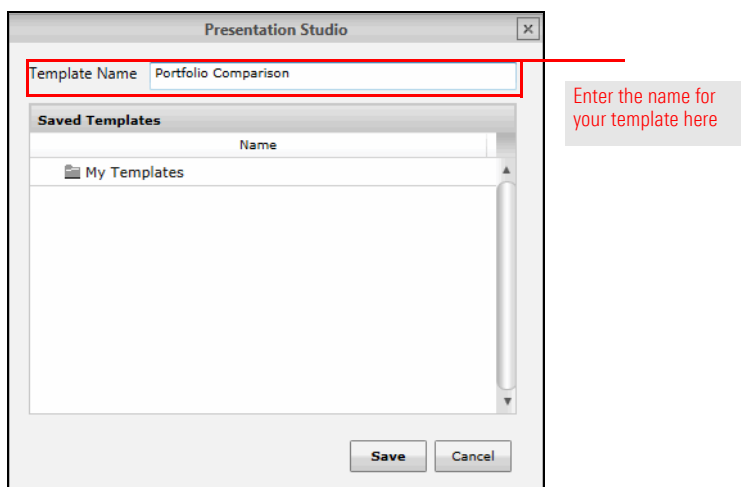 Presentation Studio
Template Name Portfolio Comparison
Enter the name for
your template here
Saved Templates
Name
My Templates
Save Cancel